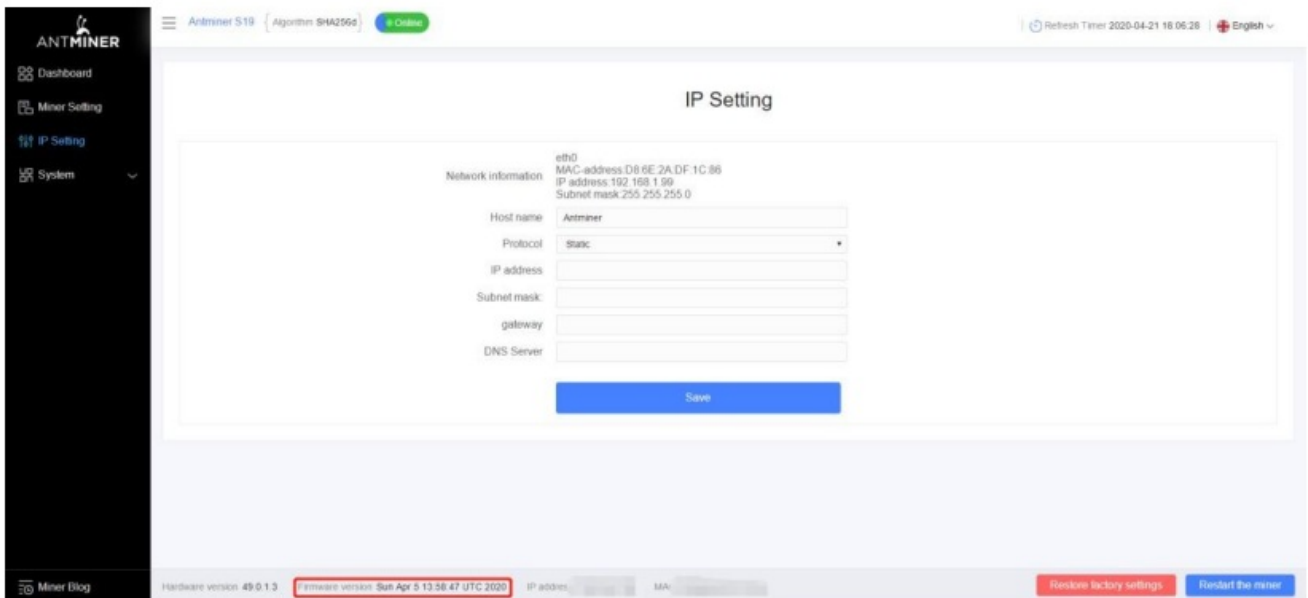 ANTMINER
Antminer S19 { Algorithm SHA256d } Online
Refresh Timer 2020-04-21 16:06:28 English
Dashboard
Miner Setting
IP Setting
System
IP Setting
Network information
eth0
MAC-address:D8:6E:2A:DF:1C:86
IP address:192.168.1.99
Subnet mask:255.255.255.0
Host name Antminer
Protocol Static
IP address
Subnet mask:
gateway
DNS Server
Save
Miner Blog
Hardware version 49.0.1.3 Firmware version Sun Apr 5 13:58:47 UTC 2020 IP addres MA
Restore factory settings Restart the miner